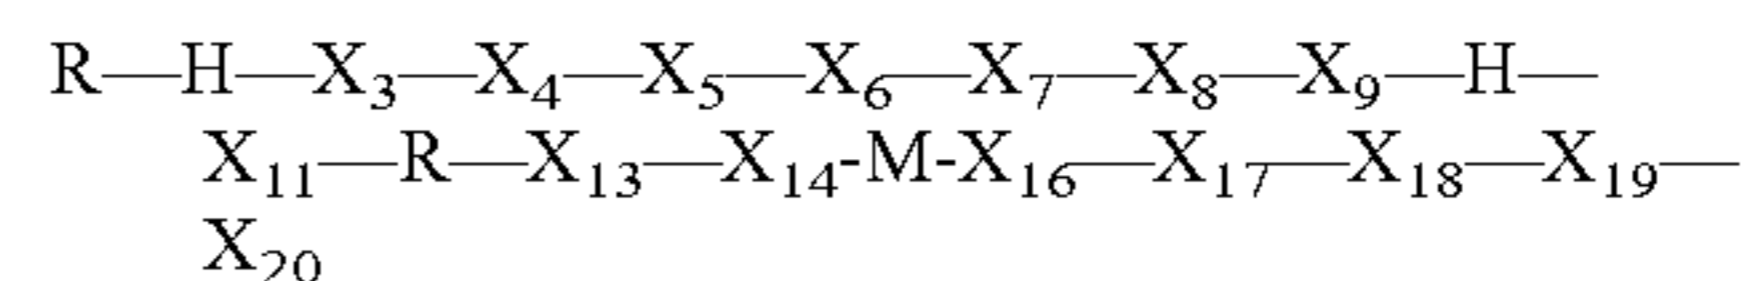 R—H—X₃—X₄—X₅—X₆—X₇—X₈—X₉—H—
X₁₁—R—X₁₃—X₁₄-M-X₁₆—X₁₇—X₁₈—X₁₉—
X₂₀